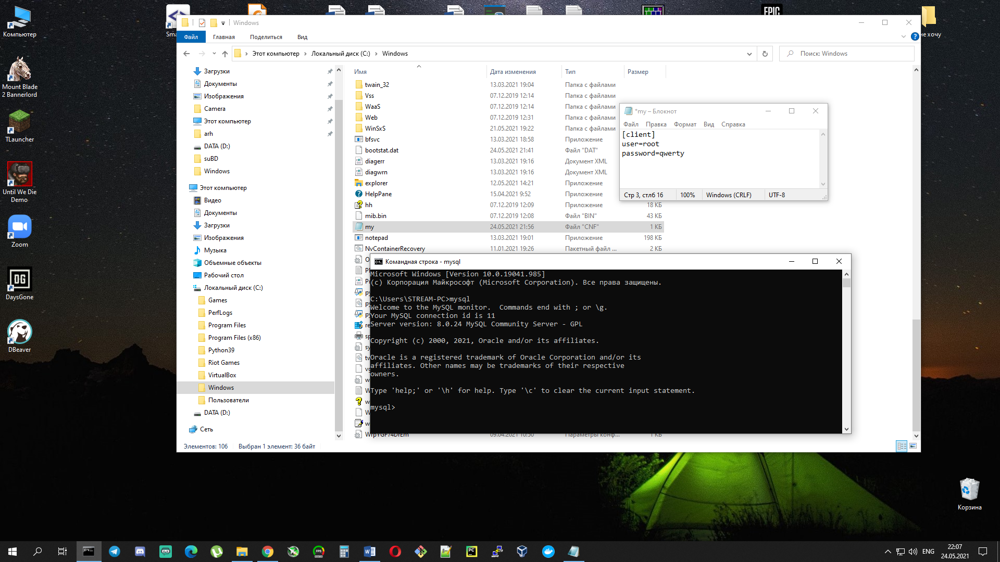 Компьютер
Mount Blade
2 Bannerlord
TLauncher
Until We Die
Demo
Zoom
DG
DaysGone
DBeaver
EPIC
не хочу
Корзина
Windows
Файл
Главная
Поделиться
Вид
Этот компьютер
Локальный диск (C:)
Windows
Поиск: Windows
Загрузки
Документы
Изображения
Camera
Этот компьютер
arh
DATA (D:)
suBD
Windows
Этот компьютер
Видео
Документы
Загрузки
Изображения
Музыка
Объемные объекты
Рабочий стол
Локальный диск (C:)
Games
PerfLogs
Program Files
Program Files (x86)
Python39
Riot Games
VirtualBox
Windows
Пользователи
DATA (D:)
Сеть
Имя Дата изменения Тип Размер
twain_32 13.03.2021 19:04 Папка с файлами
Vss 07.12.2019 12:14 Папка с файлами
WaaS 07.12.2019 12:14 Папка с файлами
Web 07.12.2019 12:31 Папка с файлами
WinSxS 21.05.2021 19:22 Папка с файлами
bfsvc 13.03.2021 18:58 Приложение
bootstat.dat 24.05.2021 21:41 Файл "DAT"
diagerr 13.03.2021 19:16 Документ XML
diagwrn 13.03.2021 19:16 Документ XML
explorer 12.05.2021 14:21 Приложение
HelpPane 15.04.2021 9:52 Приложение
hh 07.12.2019 12:09 Приложение 18 КБ
mib.bin 07.12.2019 12:08 Файл "BIN" 43 КБ
my 24.05.2021 21:56 Файл "CNF" 1 КБ
notepad 13.03.2021 19:01 Приложение 198 КБ
NvContainerRecovery 11.01.2021 19:26 Пакетный файл ... 2 КБ
Элементов: 106 Выбран 1 элемент: 36 байт
*my – Блокнот
Файл Правка Формат Вид Справка
[client]
user=root
password=qwerty
Стр 3, стлб 16 100% Windows (CRLF) UTF-8
Командная строка - mysql
Microsoft Windows [Version 10.0.19041.985]
(c) Корпорация Майкрософт (Microsoft Corporation). Все права защищены.
C:\Users\STREAM-PC>mysql
Welcome to the MySQL monitor.  Commands end with ; or \g.
Your MySQL connection id is 11
Server version: 8.0.24 MySQL Community Server - GPL
Copyright (c) 2000, 2021, Oracle and/or its affiliates.
Oracle is a registered trademark of Oracle Corporation and/or its
affiliates. Other names may be trademarks of their respective
owners.
Type 'help;' or '\h' for help. Type '\c' to clear the current input statement.
mysql>
ENG
22:07
24.05.2021